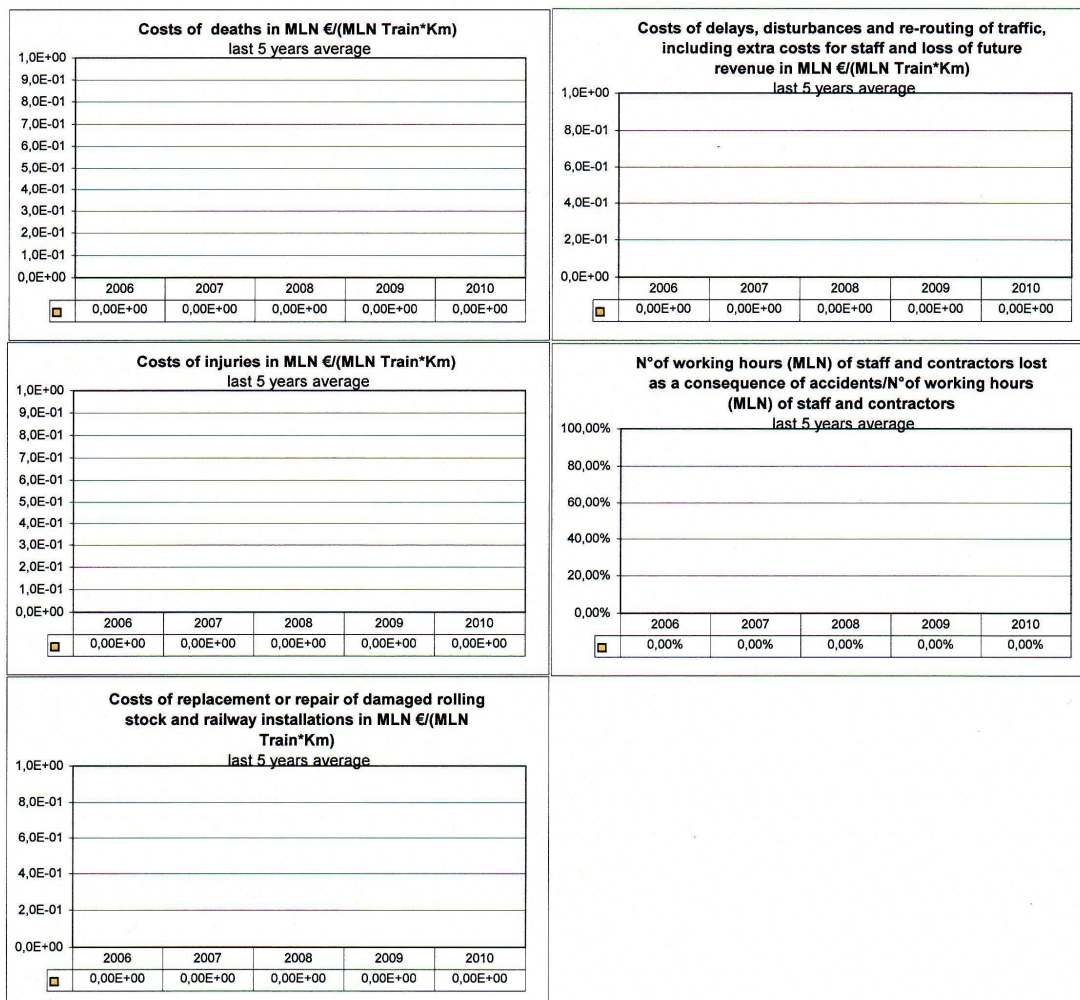 Costs of deaths in MLN €/(MLN Train*Km)
last 5 years average
1,0E+00
9,0E-01
8,0E-01
7,0E-01
6,0E-01
5,0E-01
4,0E-01
3,0E-01
2,0E-01
1,0E-01
0,0E+00
2006 2007 2008 2009 2010
0,00E+00 0,00E+00 0,00E+00 0,00E+00 0,00E+00
Costs of delays, disturbances and re-routing of traffic,
including extra costs for staff and loss of future
revenue in MLN €/(MLN Train*Km)
last 5 years average
1,0E+00
8,0E-01
6,0E-01
4,0E-01
2,0E-01
0,0E+00
2006 2007 2008 2009 2010
0,00E+00 0,00E+00 0,00E+00 0,00E+00 0,00E+00
Costs of injuries in MLN €/(MLN Train*Km)
last 5 years average
1,0E+00
9,0E-01
8,0E-01
7,0E-01
6,0E-01
5,0E-01
4,0E-01
3,0E-01
2,0E-01
1,0E-01
0,0E+00
2006 2007 2008 2009 2010
0,00E+00 0,00E+00 0,00E+00 0,00E+00 0,00E+00
N°of working hours (MLN) of staff and contractors lost
as a consequence of accidents/N°of working hours
(MLN) of staff and contractors
last 5 years average
100,00%
80,00%
60,00%
40,00%
20,00%
0,00%
2006 2007 2008 2009 2010
0,00% 0,00% 0,00% 0,00% 0,00%
Costs of replacement or repair of damaged rolling
stock and railway installations in MLN €/(MLN
Train*Km)
last 5 years average
1,0E+00
8,0E-01
6,0E-01
4,0E-01
2,0E-01
0,0E+00
2006 2007 2008 2009 2010
0,00E+00 0,00E+00 0,00E+00 0,00E+00 0,00E+00